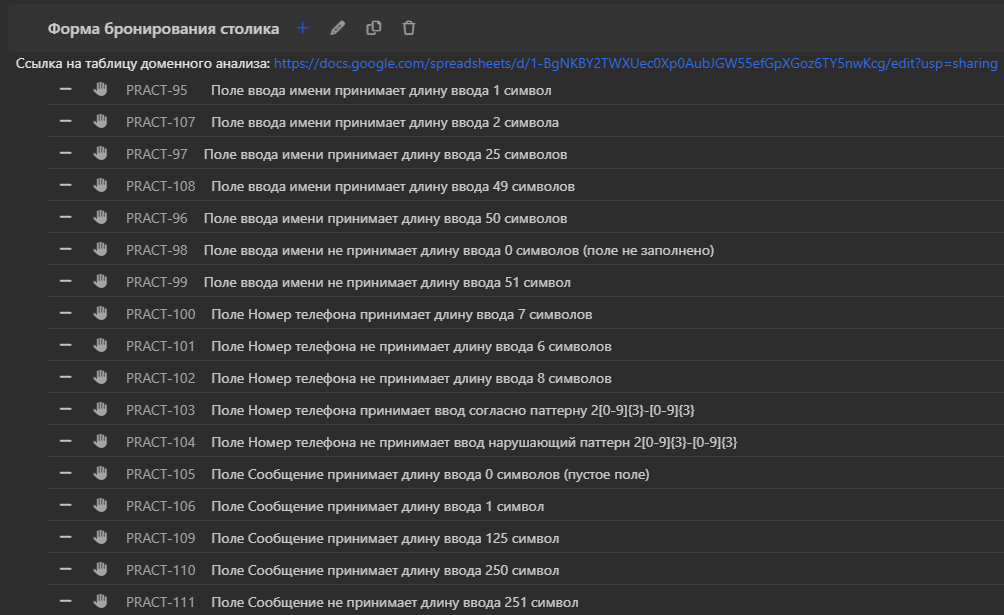 Форма бронирования столика
Ссылка на таблицу доменного анализа: https://docs.google.com/spreadsheets/d/1-BgNKBY2TWXUec0Xp0AubJGW55efGpXGoz6TY5nwKcg/edit?usp=sharing
PRACT-95 Поле ввода имени принимает длину ввода 1 символ
PRACT-107 Поле ввода имени принимает длину ввода 2 символа
PRACT-97 Поле ввода имени принимает длину ввода 25 символов
PRACT-108 Поле ввода имени принимает длину ввода 49 символов
PRACT-96 Поле ввода имени принимает длину ввода 50 символов
PRACT-98 Поле ввода имени не принимает длину ввода 0 символов (поле не заполнено)
PRACT-99 Поле ввода имени не принимает длину ввода 51 символ
PRACT-100 Поле Номер телефона принимает длину ввода 7 символов
PRACT-101 Поле Номер телефона не принимает длину ввода 6 символов
PRACT-102 Поле Номер телефона не принимает длину ввода 8 символов
PRACT-103 Поле Номер телефона принимает ввод согласно паттерну 2[0-9]{3}-[0-9]{3}
PRACT-104 Поле Номер телефона не принимает ввод нарушающий паттерн 2[0-9]{3}-[0-9]{3}
PRACT-105 Поле Сообщение принимает длину ввода 0 символов (пустое поле)
PRACT-106 Поле Сообщение принимает длину ввода 1 символ
PRACT-109 Поле Сообщение принимает длину ввода 125 символ
PRACT-110 Поле Сообщение принимает длину ввода 250 символ
PRACT-111 Поле Сообщение не принимает длину ввода 251 символ